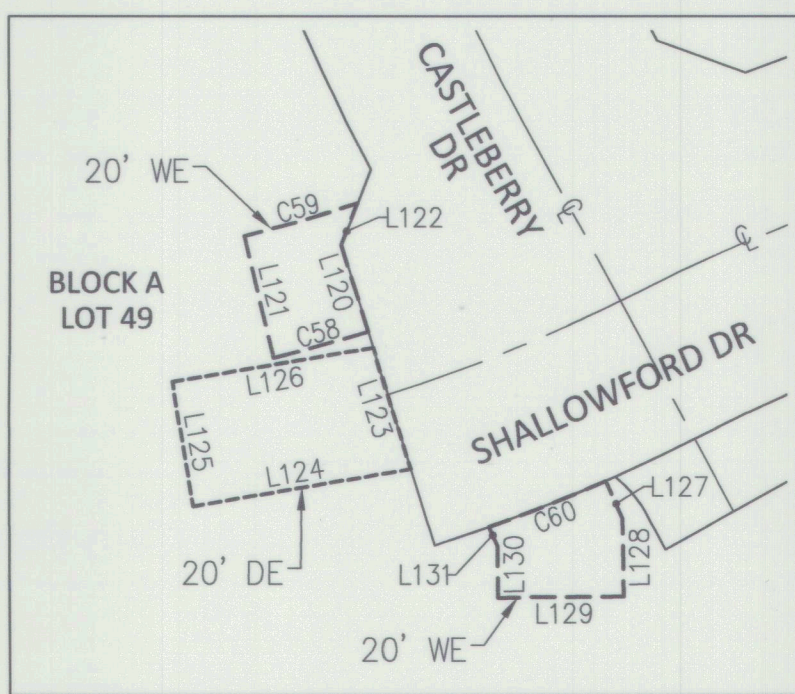 CASTLEBERRY
DR
20' WE
C59
L122
BLOCK A
LOT 49
L121
L120
C58
L126
L123
SHALLOWFORD DR
L125
L124
L127
C60
20' DE
L131
L130
L128
L129
20' WE